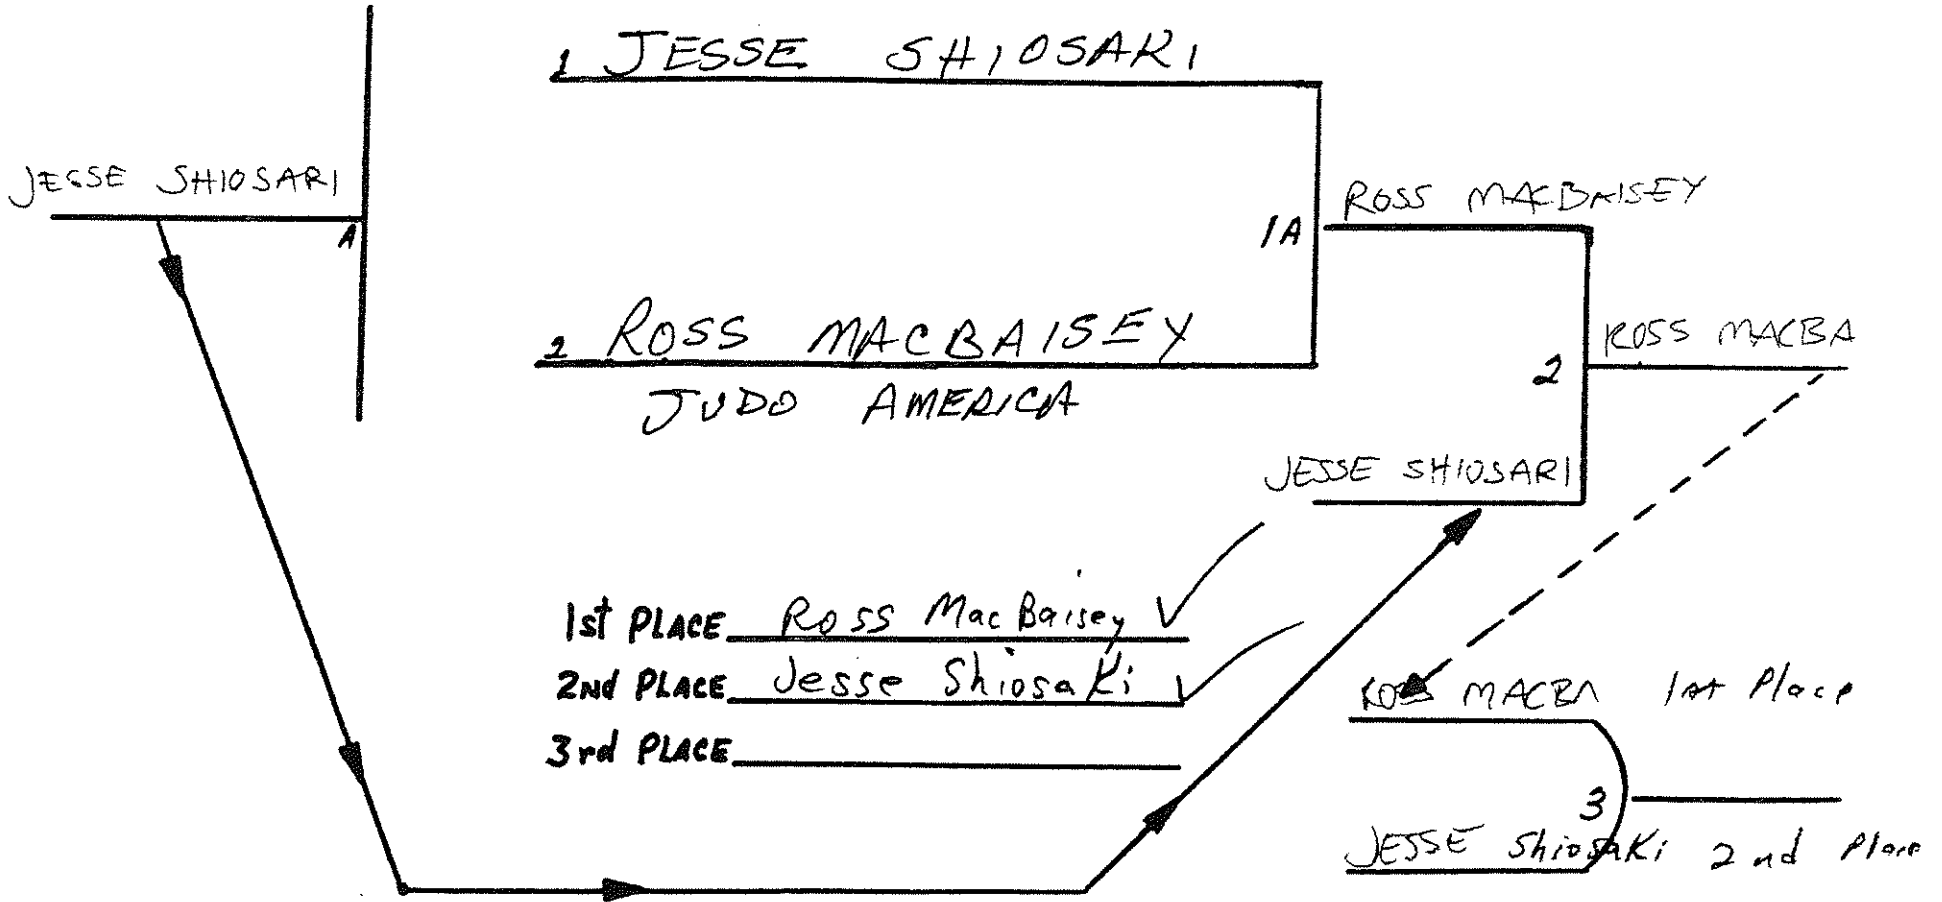 1 JESSE SHIOSARI
JESSE SHIOSARI
A
1A
ROSS MACBAISEY
2 ROSS MACBAISEY
JUDO AMERICA
2
ROSS MACBA
JESSE SHIOSARI
1st PLACE Ross MacBaisey
2nd PLACE Jesse Shiosaki
3rd PLACE
ROSS MACBA 1st Place
3
JESSE Shiosaki 2nd Place